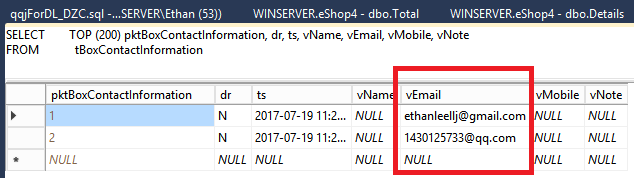 qqjForDL_DZC.sql -...SERVER\Ethan (53)) WINSERVER.eShop4 - dbo.Total WINSERVER.eShop4 - dbo.Details
SELECT TOP (200) pktBoxContactInformation, dr, ts, vName, vEmail, vMobile, vNote
FROM tBoxContactInformation
pktBoxContactInformation dr ts vName vEmail vMobile vNote
1 N 2017-07-19 11:2... NULL ethanleellj@gmail.com NULL NULL
2 N 2017-07-19 11:2... NULL 1430125733@qq.com NULL NULL
NULL NULL NULL NULL NULL NULL NULL